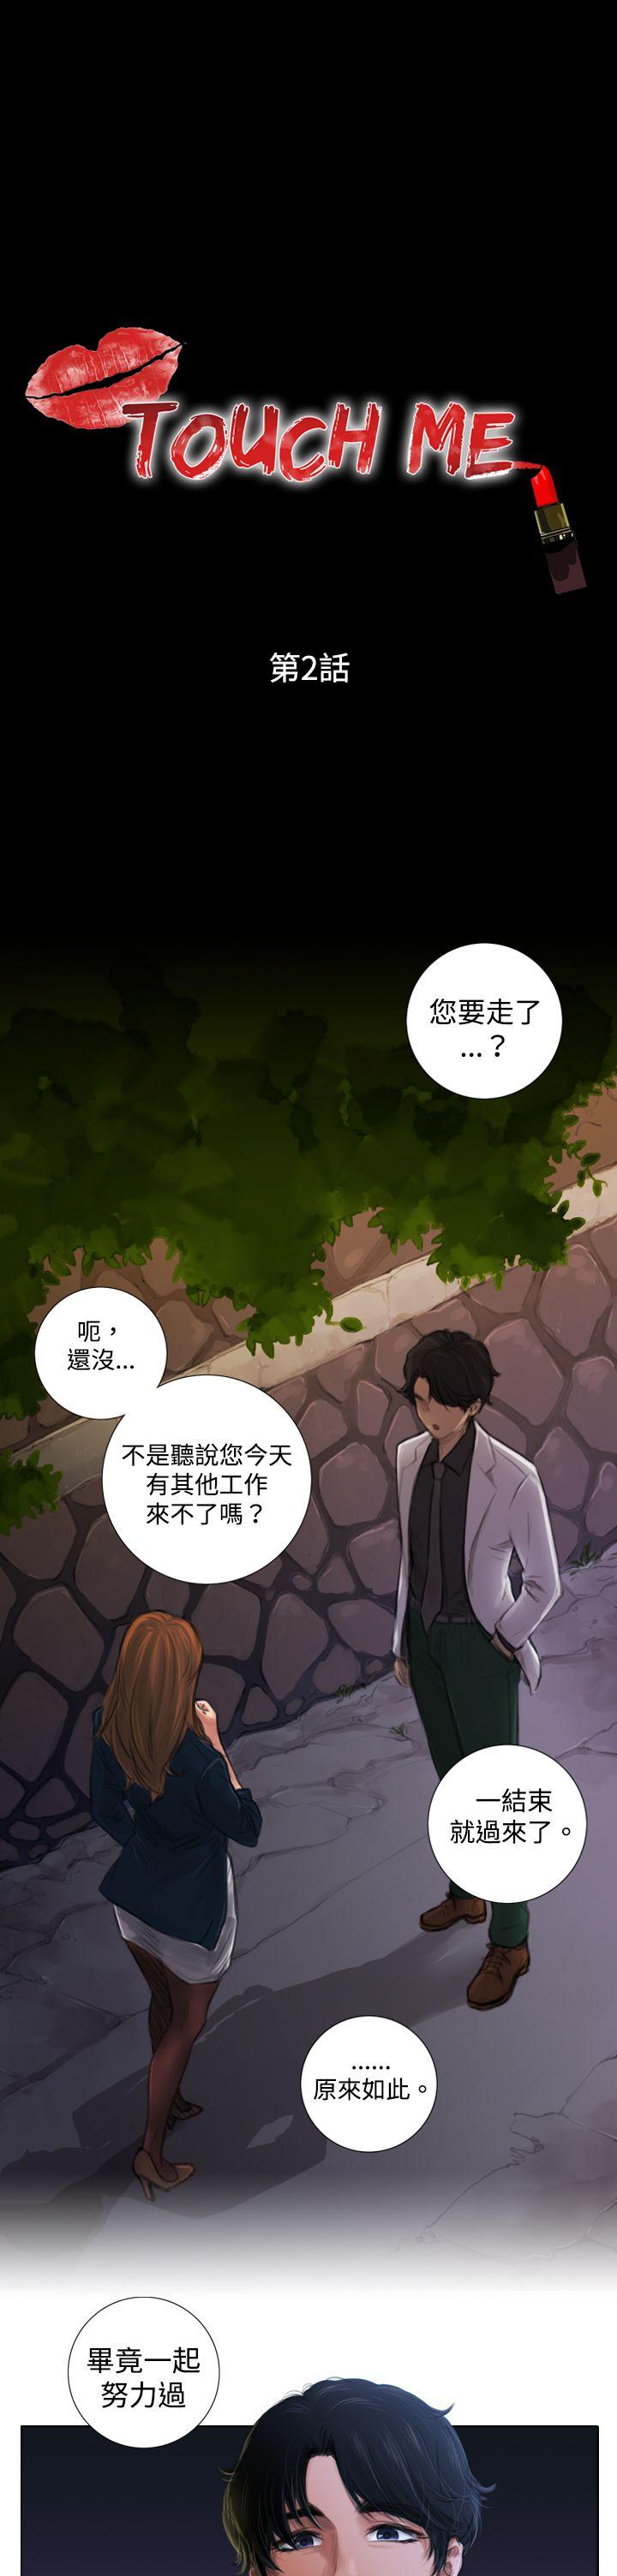 TOUCH ME
第2話
您要走了
...？
呃，
還沒...
不是聽說您今天
有其他工作
來不了嗎？
一結束
就過來了。
......
原來如此。
畢竟一起
努力過